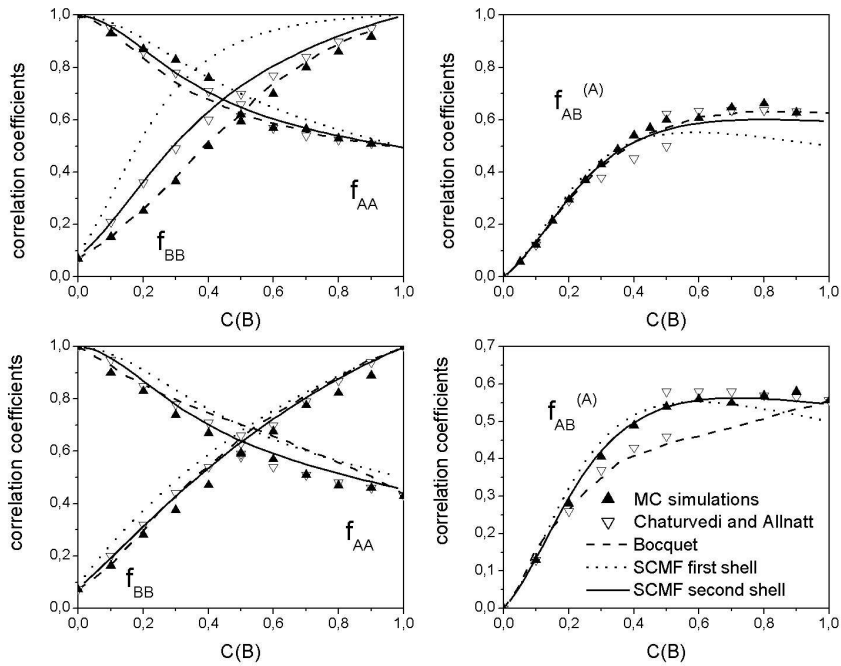 correlation coefficients
1,0
0,8
0,6
0,4
0,2
0,0
f_AA
f_BB
0,0 0,2 0,4 0,6 0,8 1,0
C(B)
correlation coefficients
1,0
0,8
0,6
0,4
0,2
0,0
f_AB^(A)
0,0 0,2 0,4 0,6 0,8 1,0
C(B)
correlation coefficients
1,0
0,8
0,6
0,4
0,2
0,0
f_AA
f_BB
0,0 0,2 0,4 0,6 0,8 1,0
C(B)
correlation coefficients
0,7
0,6
0,5
0,4
0,3
0,2
0,1
0,0
f_AB^(A)
MC simulations
Chaturvedi and Allnatt
Bocquet
SCMF first shell
SCMF second shell
0,0 0,2 0,4 0,6 0,8 1,0
C(B)